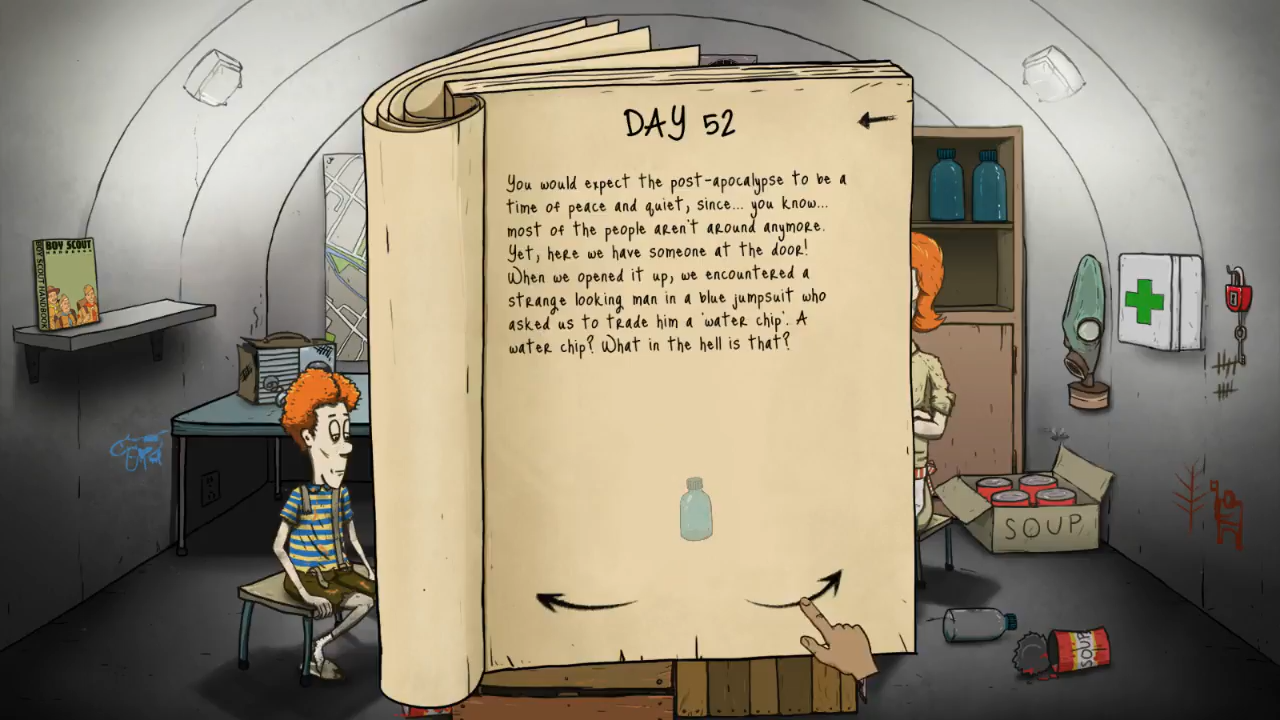 DAY 52
You would expect the post-apocalypse to be a
time of peace and quiet, since... you know...
most of the people aren't around anymore.
Yet, here we have someone at the door!
When we opened it up, we encountered a
strange looking man in a blue jumpsuit who
asked us to trade him a 'water chip'. A
water chip? What in the hell is that?
BOY SCOUT
BOY SCOUT HANDBOOK
SOUP
SOUP